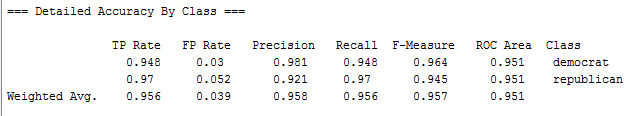 === Detailed Accuracy By Class ===
TP Rate FP Rate Precision Recall F-Measure ROC Area Class
0.948 0.03 0.981 0.948 0.964 0.951 democrat
0.97 0.052 0.921 0.97 0.945 0.951 republican
Weighted Avg. 0.956 0.039 0.958 0.956 0.957 0.951